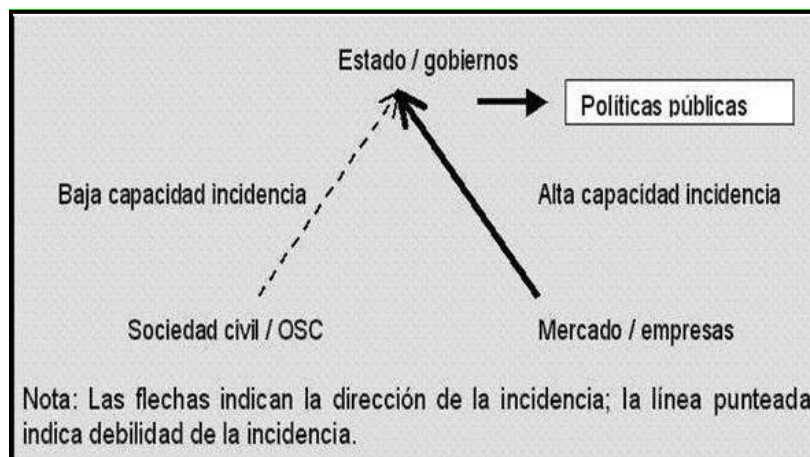 Estado / gobiernos
Políticas públicas
Baja capacidad incidencia
Alta capacidad incidencia
Sociedad civil / OSC
Mercado / empresas
Nota: Las flechas indican la dirección de la incidencia; la línea punteada
indica debilidad de la incidencia.